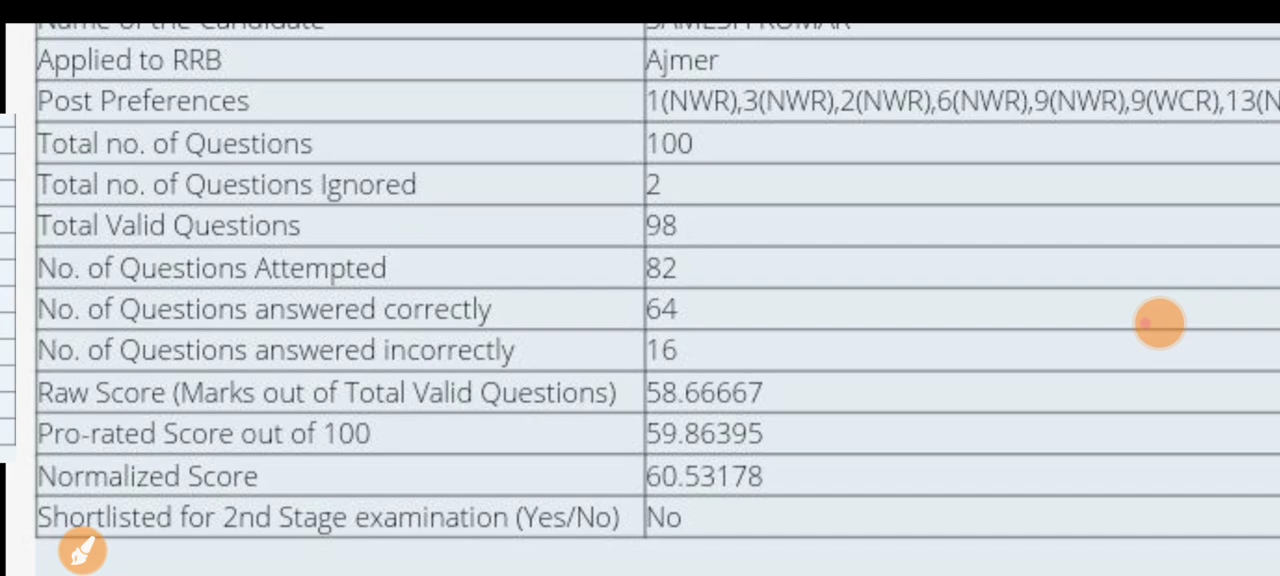 Name of the Candidate
Applied to RRB Ajmer
Post Preferences 1(NWR),3(NWR),2(NWR),6(NWR),9(NWR),9(WCR),13(N
Total no. of Questions 100
Total no. of Questions Ignored 2
Total Valid Questions 98
No. of Questions Attempted 82
No. of Questions answered correctly 64
No. of Questions answered incorrectly 16
Raw Score (Marks out of Total Valid Questions) 58.66667
Pro-rated Score out of 100 59.86395
Normalized Score 60.53178
Shortlisted for 2nd Stage examination (Yes/No) No